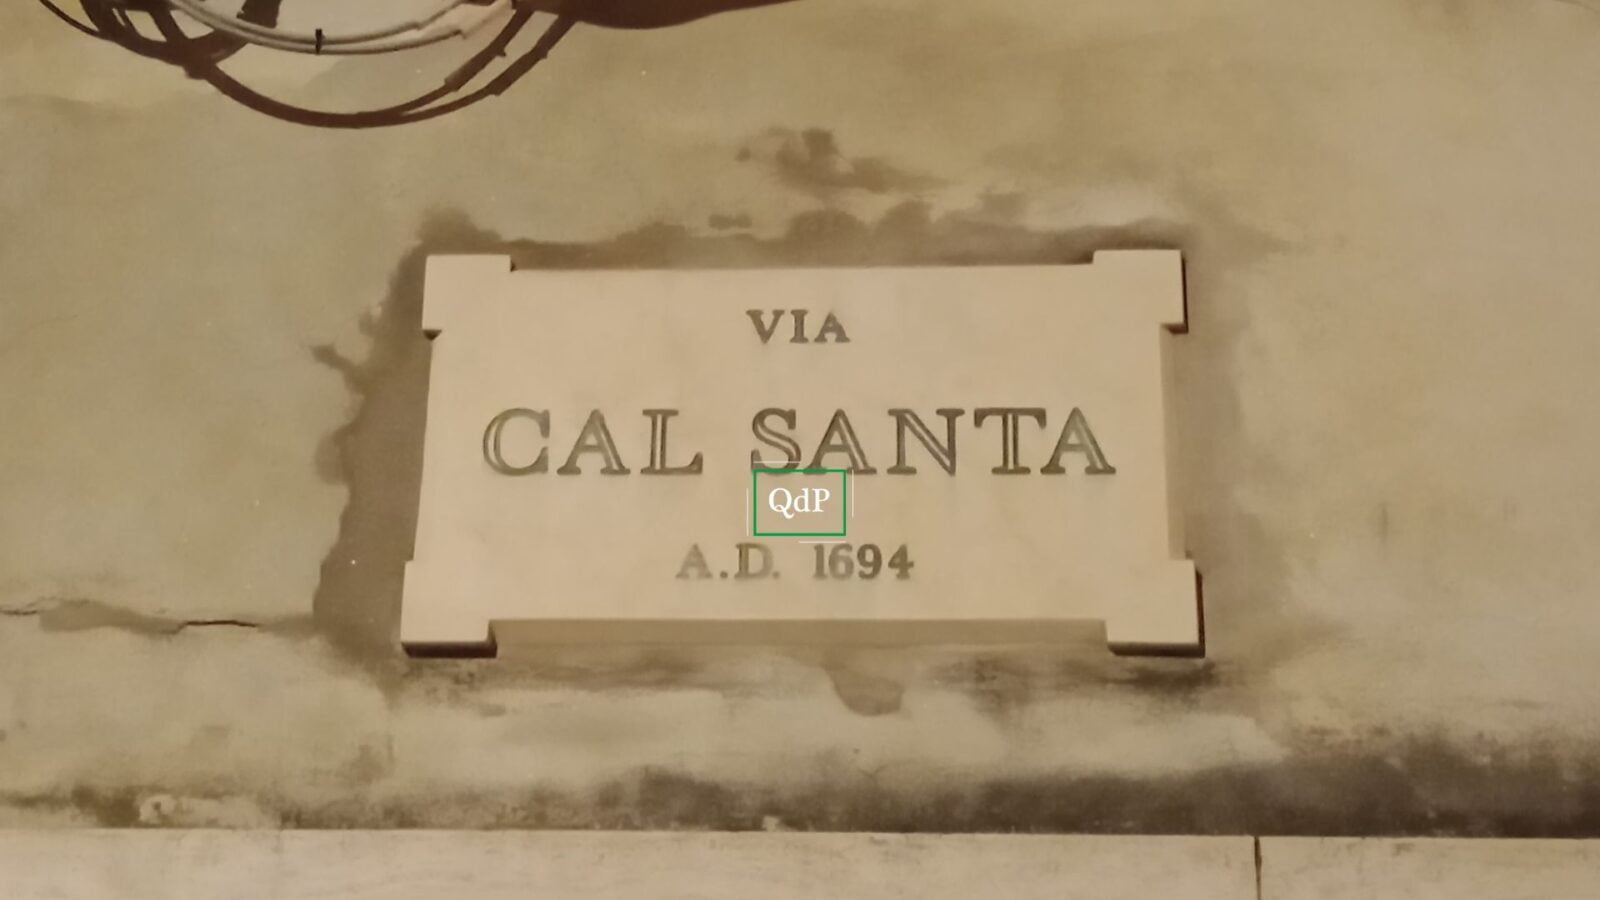 VIA
CAL SANTA
QdP
A.D. 1694